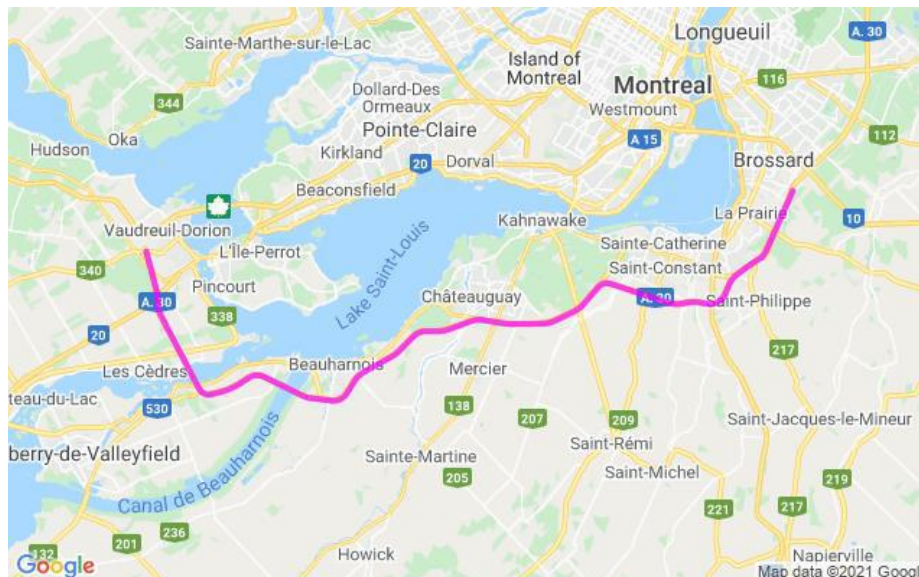 Sainte-Marthe-sur-le-Lac
Longueuil
A. 30
Island of
Montreal
116
344
Dollard-Des
Ormeaux
Montreal
Westmount
Oka
Pointe-Claire
A 15
112
Hudson
Kirkland
20
Dorval
Brossard
Beaconsfield
Vaudreuil-Dorion
Kahnawake
La Prairie
10
L'Île-Perrot
Sainte-Catherine
340
Pincourt
Lake Saint-Louis
Saint-Constant
A. 30
Châteauguay
A. 30
Saint-Philippe
338
20
217
Les Cèdres
Beauharnois
Mercier
teau-du-Lac
530
138
207
209
Saint-Jacques-le-Mineur
berry-de-Valleyfield
Saint-Rémi
Sainte-Martine
Saint-Michel
205
219
Canal de Beauharnois
221
217
236
201
132
Howick
Napierville
Google
Map data ©2021 Googl